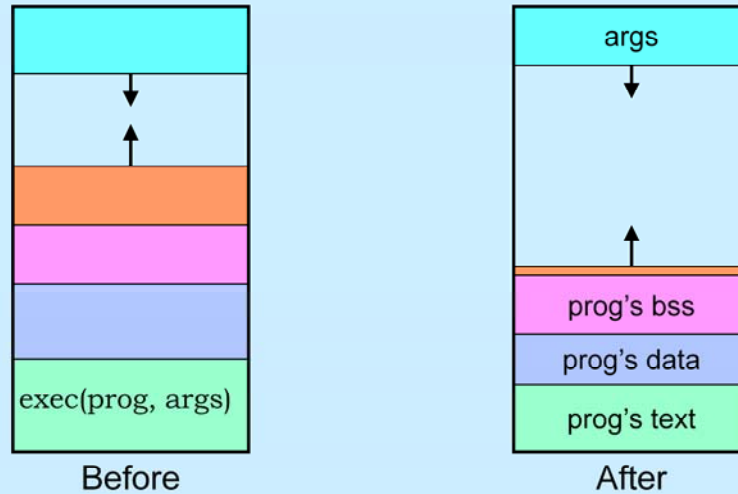 args
prog's bss
prog's data
exec(prog, args)
prog's text
Before
After